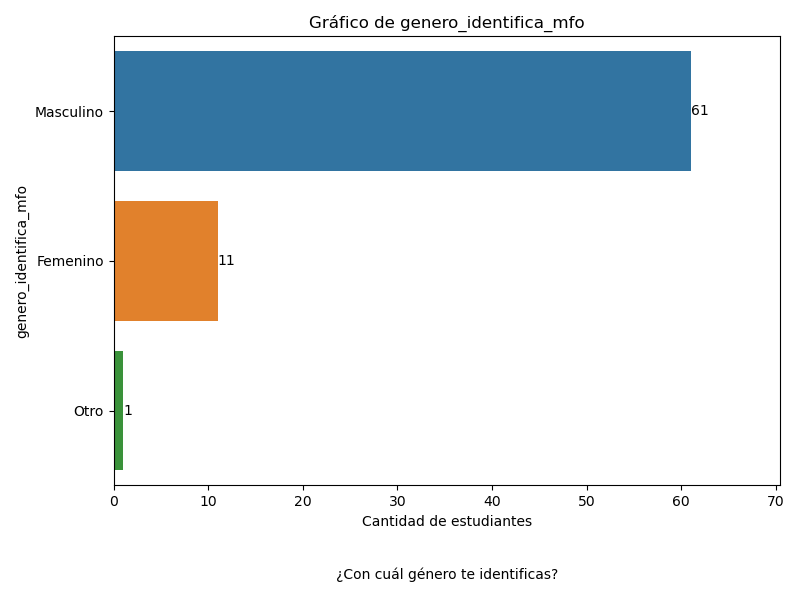 Gráfico de genero_identifica_mfo
genero_identifica_mfo
Masculino
61
Femenino
11
Otro
1
0 10 20 30 40 50 60 70
Cantidad de estudiantes
¿Con cuál género te identificas?